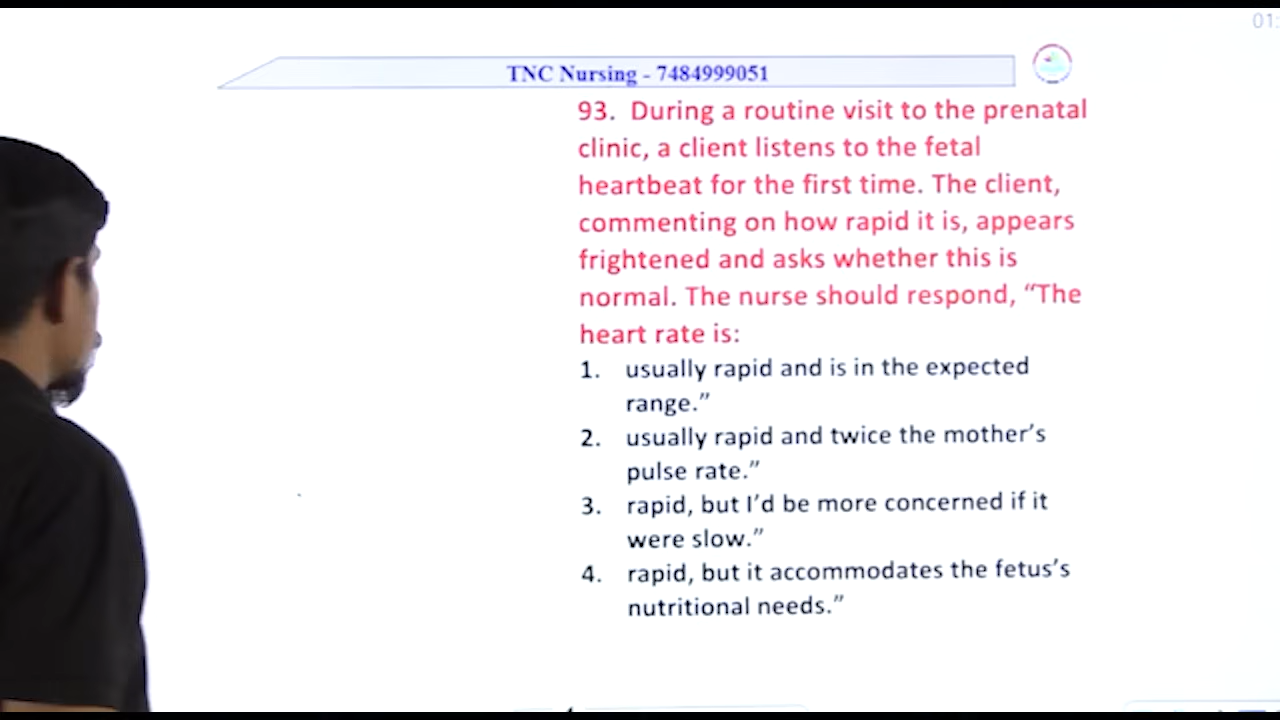 01:
TNC Nursing - 7484999051
93. During a routine visit to the prenatal
clinic, a client listens to the fetal
heartbeat for the first time. The client,
commenting on how rapid it is, appears
frightened and asks whether this is
normal. The nurse should respond, “The
heart rate is:
1. usually rapid and is in the expected
range.”
2. usually rapid and twice the mother’s
pulse rate.”
3. rapid, but I’d be more concerned if it
were slow.”
4. rapid, but it accommodates the fetus’s
nutritional needs.”